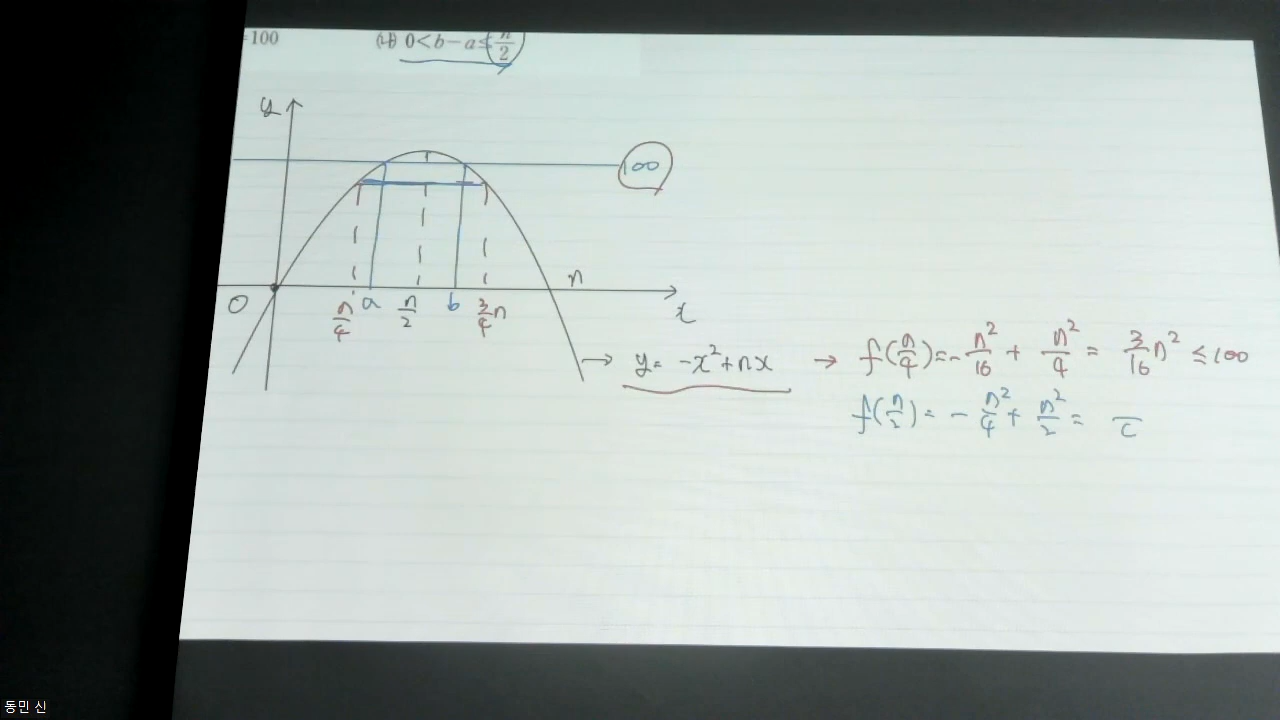 =100 (나) 0<b-a≤n/2
y
100
n
O n/4 a n/2 b 3/4 n x
→ y = -x²+nx → f(n/4) = -n²/16 + n²/4 = 3/16 n² ≤ 100
f(n/2) = -n²/4 + n²/2 =
동민 신